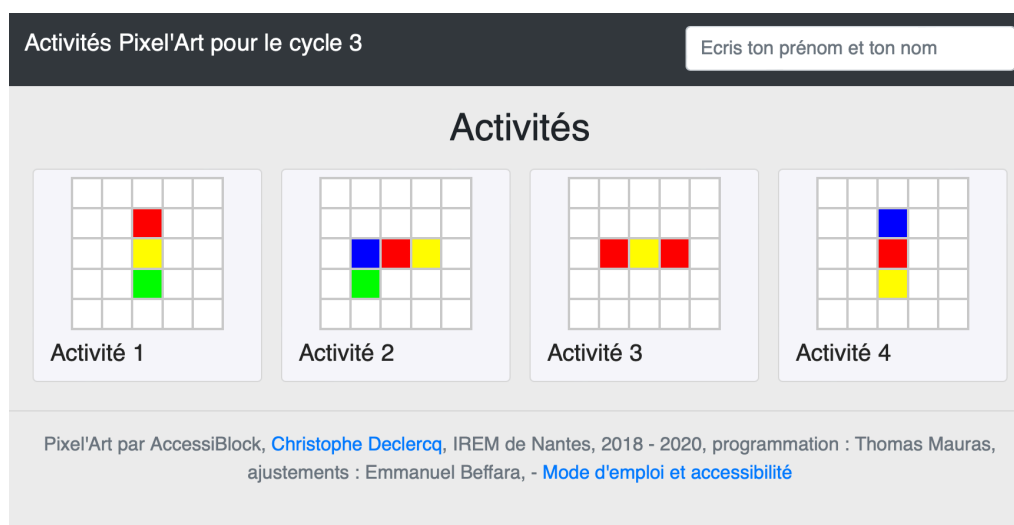 Activités Pixel'Art pour le cycle 3
Ecris ton prénom et ton nom
Activités
Activité 1
Activité 2
Activité 3
Activité 4
Pixel'Art par AccessiBlock, Christophe Declercq, IREM de Nantes, 2018 - 2020, programmation : Thomas Mauras,
ajustements : Emmanuel Beffara, - Mode d'emploi et accessibilité